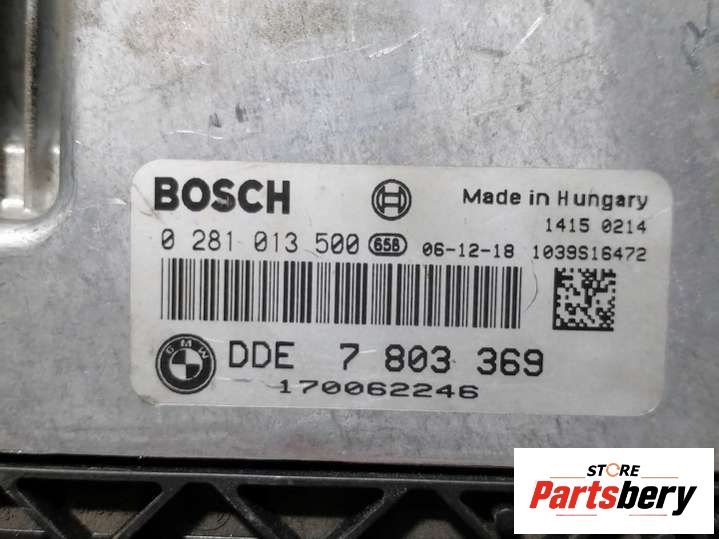 BOSCH
Made in Hungary
1415 0214
0 281 013 500 658 06-12-18 1039S16472
BMW DDE 7 803 369
170062246
STORE
Partsbery